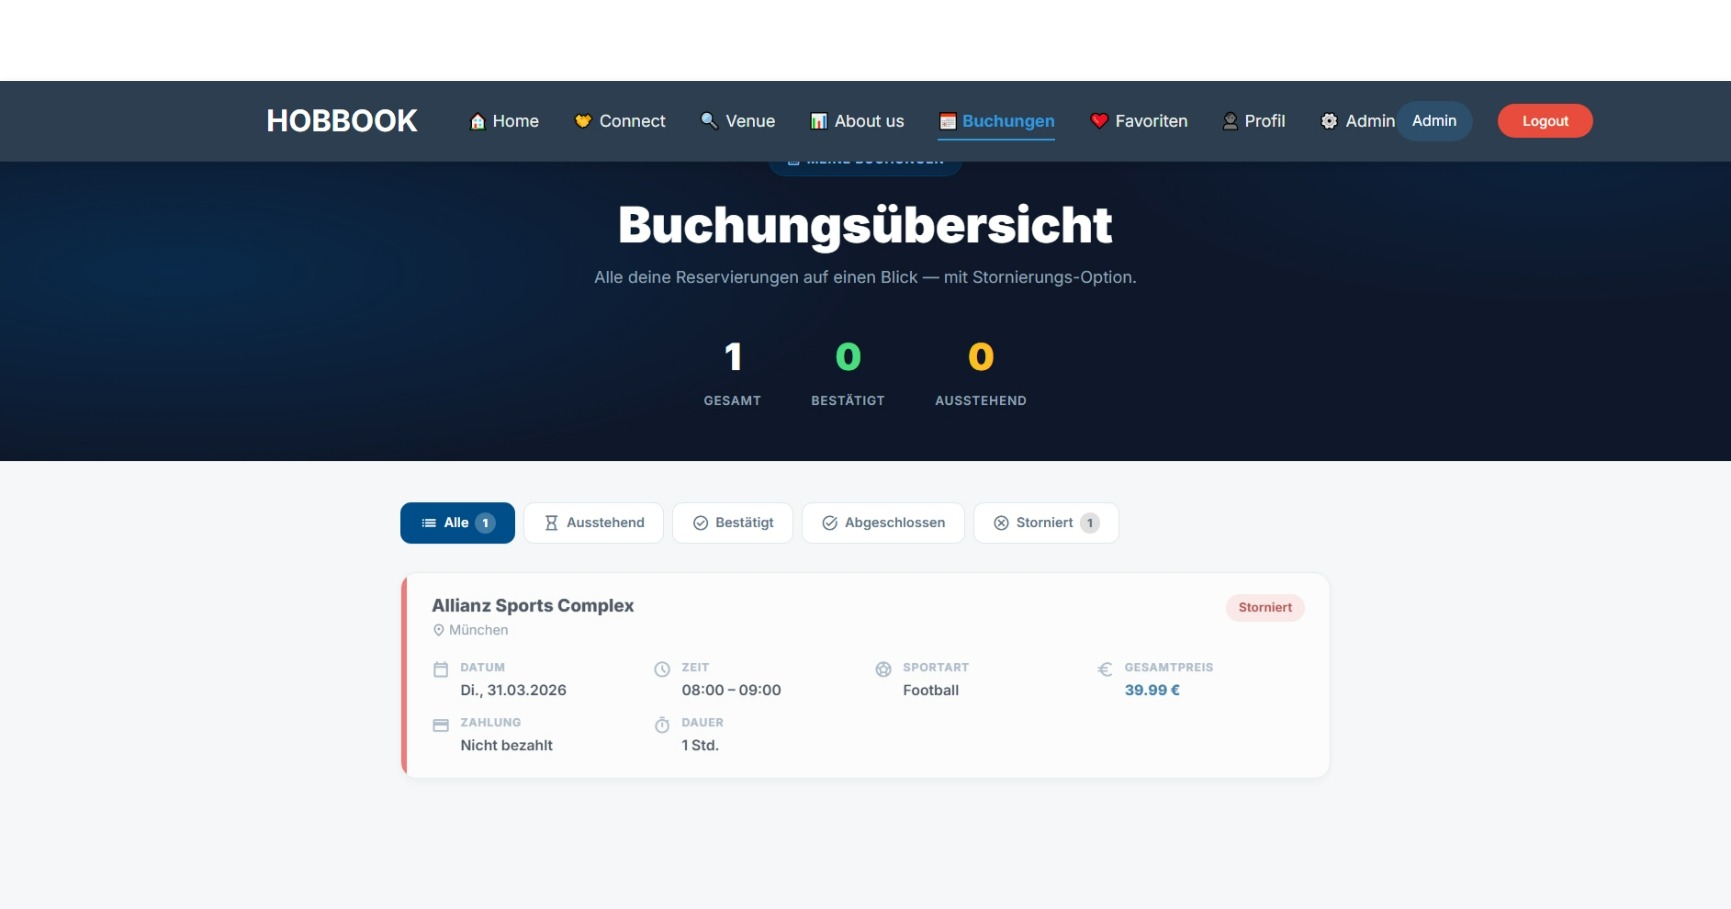 HOBBOOK
Home
Connect
Venue
About us
Buchungen
Favoriten
Profil
Admin
Admin
Logout
MEINE BUCHUNGEN
Buchungsübersicht
Alle deine Reservierungen auf einen Blick — mit Stornierungs-Option.
1
0
0
GESAMT
BESTÄTIGT
AUSSTEHEND
Alle 1
Ausstehend
Bestätigt
Abgeschlossen
Storniert 1
Allianz Sports Complex
Storniert
München
DATUM
Di., 31.03.2026
ZEIT
08:00 – 09:00
SPORTART
Football
GESAMTPREIS
39.99 €
ZAHLUNG
Nicht bezahlt
DAUER
1 Std.